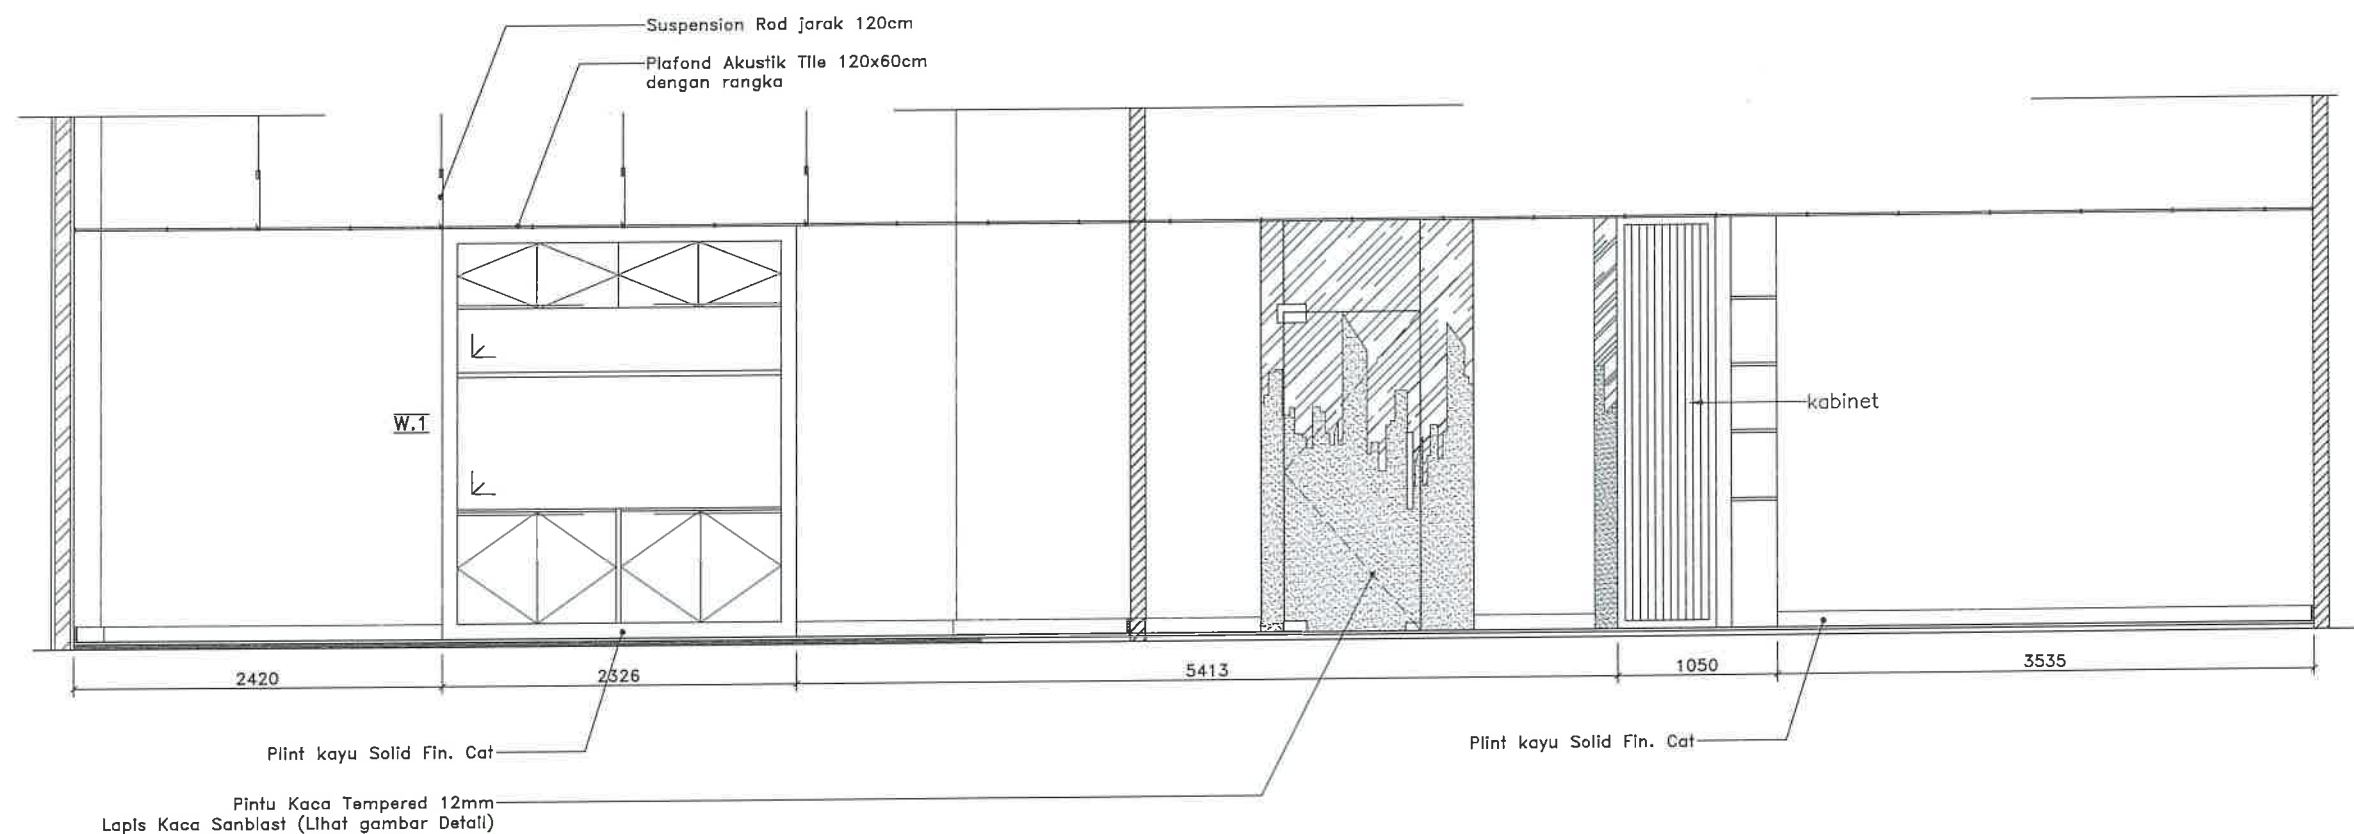 Suspension Rod jarak 120cm
Plafond Akustik Tile 120x60cm
dengan rangka
W.1
kabinet
2420
2326
5413
1050
3535
Plint kayu Solid Fin. Cat
Plint kayu Solid Fin. Cat
Pintu Kaca Tempered 12mm
Lapis Kaca Sanblast (Lihat gambar Detail)